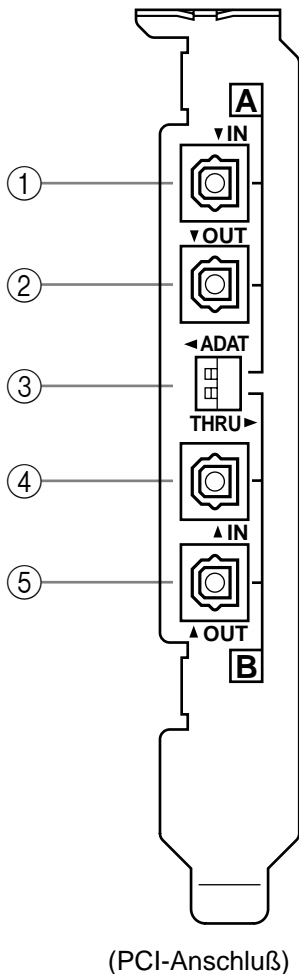 A
▼IN
①
▼OUT
②
◄ADAT
③
THRU►
④
▲IN
⑤
▲OUT
B
(PCI-Anschluß)